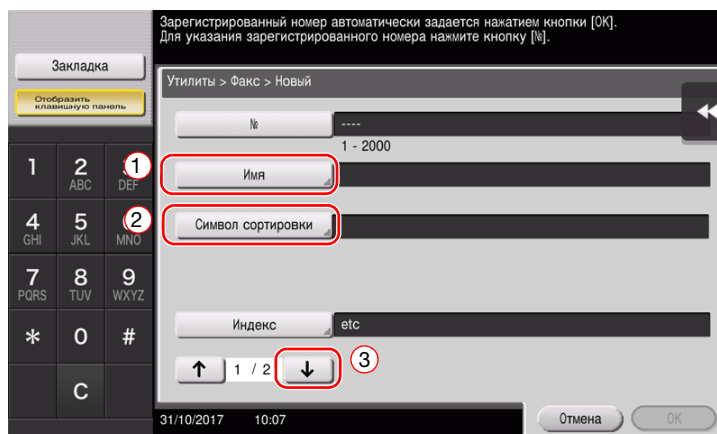 Зарегистрированный номер автоматически задается нажатием кнопки [OK].
Для указания зарегистрированного номера нажмите кнопку [№].
Закладка
Отобразить
клавишную панель
Утилиты > Факс > Новый
№ ----
1 - 2000
1 Имя
2 Символ сортировки
Индекс etc
1 / 2
3
1 2 ABC DEF
4 GHI 5 JKL MNO
7 PQRS 8 TUV 9 WXYZ
* 0 #
C
31/10/2017 10:07
Отмена OK